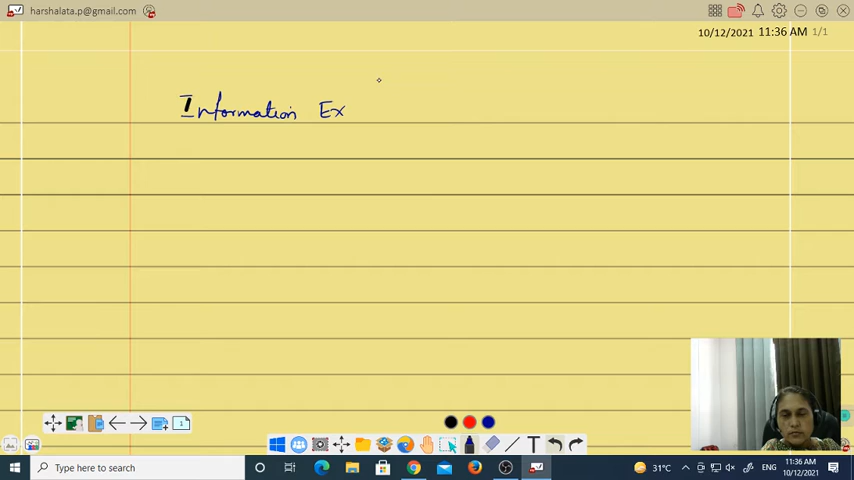 harshalata.p@gmail.com
10/12/2021 11:36 AM 1/1
Information Ex
1
T
Type here to search
31°C
ENG
11:36 AM
10/12/2021